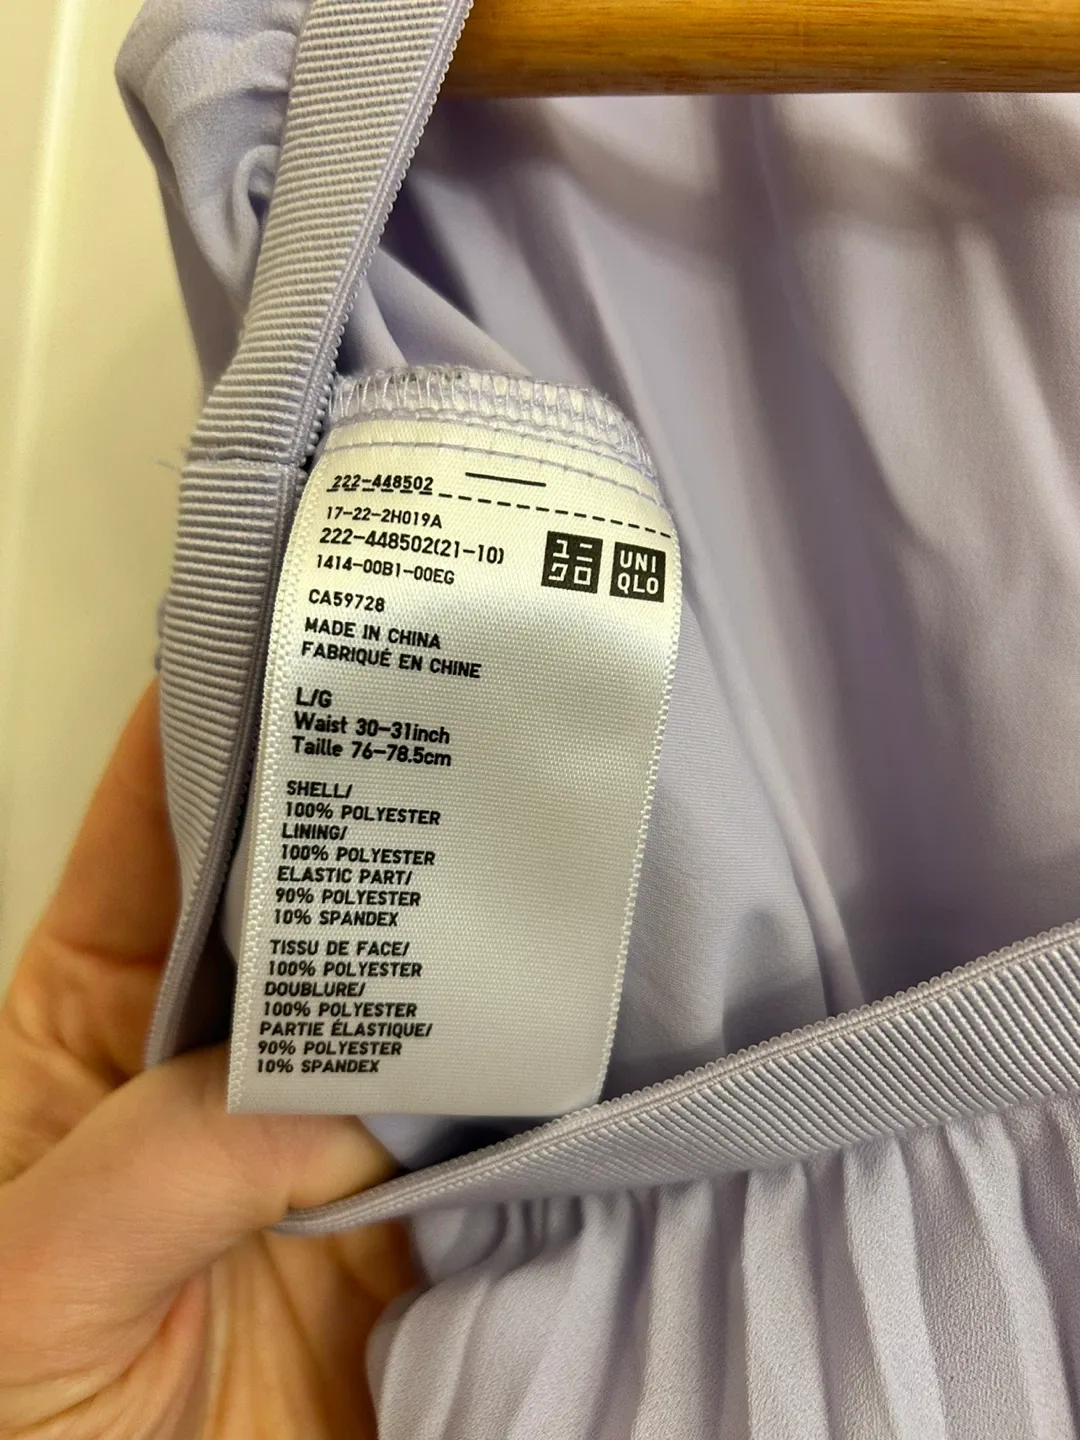 222-448502
17-22-2H019A
222-448502(21-10)
1414-00B1-00EG
ユニ
クロ
UNI
QLO
CA59728
MADE IN CHINA
FABRIQUÉ EN CHINE
L/G
Waist 30-31inch
Taille 76-78.5cm
SHELL/
100% POLYESTER
LINING/
100% POLYESTER
ELASTIC PART/
90% POLYESTER
10% SPANDEX
TISSU DE FACE/
100% POLYESTER
DOUBLURE/
100% POLYESTER
PARTIE ÉLASTIQUE/
90% POLYESTER
10% SPANDEX